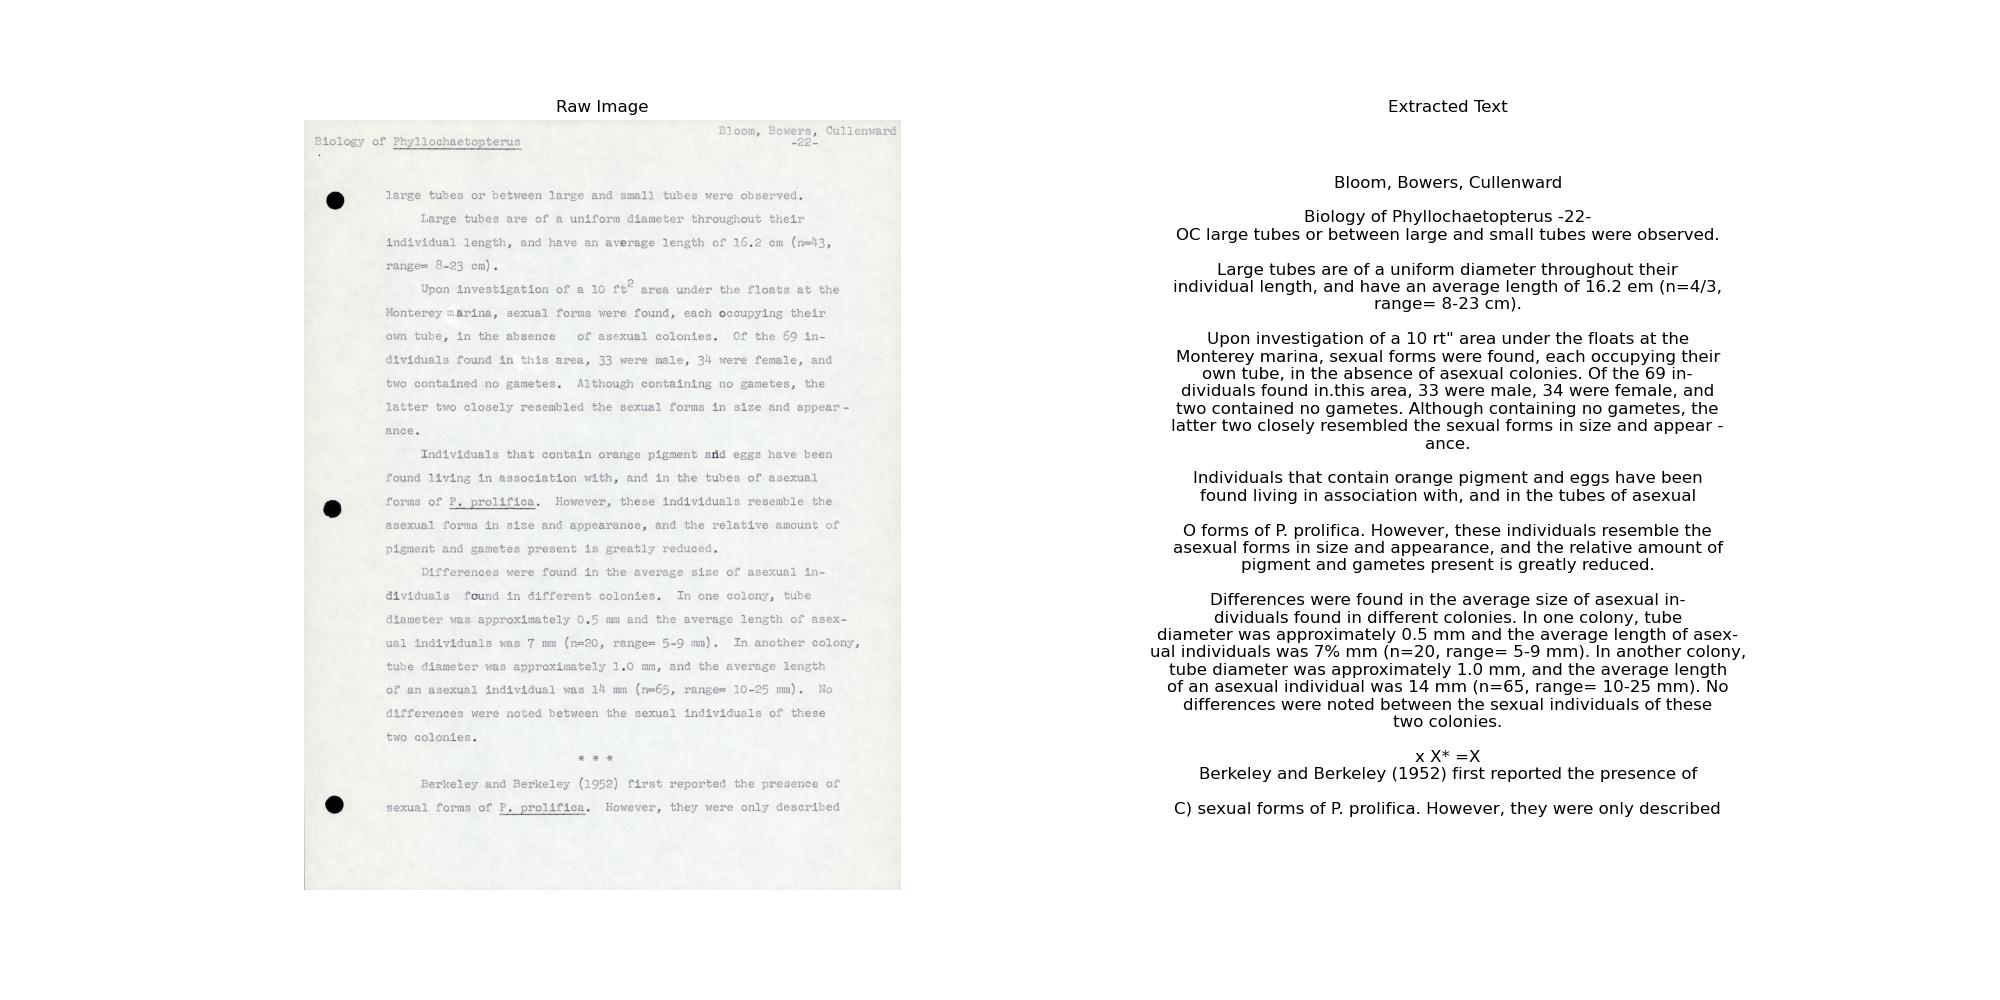 Raw Image
Bloom, Bowers, Cullenward
Biology of Phyllochaetopterus
-22-
large tubes or between large and small tubes were observed.
Large tubes are of a uniform diameter throughout their
individual length, and have an average length of 16.2 cm (n=43,
range= 8-23 cm).
Upon investigation of a 10 ft2 area under the floats at the
Monterey marina, sexual forms were found, each occupying their
own tube, in the absence of asexual colonies. Of the 69 in-
dividuals found in this area, 33 were male, 34 were female, and
two contained no gametes. Although containing no gametes, the
latter two closely resembled the sexual forms in size and appear-
ance.
Individuals that contain orange pigment and eggs have been
found living in association with, and in the tubes of asexual
forms of P. prolifica. However, these individuals resemble the
asexual forms in size and appearance, and the relative amount of
pigment and gametes present is greatly reduced.
Differences were found in the average size of asexual in-
dividuals found in different colonies. In one colony, tube
diameter was approximately 0.5 mm and the average length of asex-
ual individuals was 7 mm (n=20, range= 5-9 mm). In another colony,
tube diameter was approximately 1.0 mm, and the average length
of an asexual individual was 14 mm (n=65, range= 10-25 mm). No
differences were noted between the sexual individuals of these
two colonies.
* * *
Berkeley and Berkeley (1952) first reported the presence of
sexual forms of P. prolifica. However, they were only described
Extracted Text
Bloom, Bowers, Cullenward
Biology of Phyllochaetopterus -22-
OC large tubes or between large and small tubes were observed.
Large tubes are of a uniform diameter throughout their
individual length, and have an average length of 16.2 em (n=4/3,
range= 8-23 cm).
Upon investigation of a 10 rt" area under the floats at the
Monterey marina, sexual forms were found, each occupying their
own tube, in the absence of asexual colonies. Of the 69 in-
dividuals found in.this area, 33 were male, 34 were female, and
two contained no gametes. Although containing no gametes, the
latter two closely resembled the sexual forms in size and appear -
ance.
Individuals that contain orange pigment and eggs have been
found living in association with, and in the tubes of asexual
O forms of P. prolifica. However, these individuals resemble the
asexual forms in size and appearance, and the relative amount of
pigment and gametes present is greatly reduced.
Differences were found in the average size of asexual in-
dividuals found in different colonies. In one colony, tube
diameter was approximately 0.5 mm and the average length of asex-
ual individuals was 7% mm (n=20, range= 5-9 mm). In another colony,
tube diameter was approximately 1.0 mm, and the average length
of an asexual individual was 14 mm (n=65, range= 10-25 mm). No
differences were noted between the sexual individuals of these
two colonies.
x X* =X
Berkeley and Berkeley (1952) first reported the presence of
C) sexual forms of P. prolifica. However, they were only described